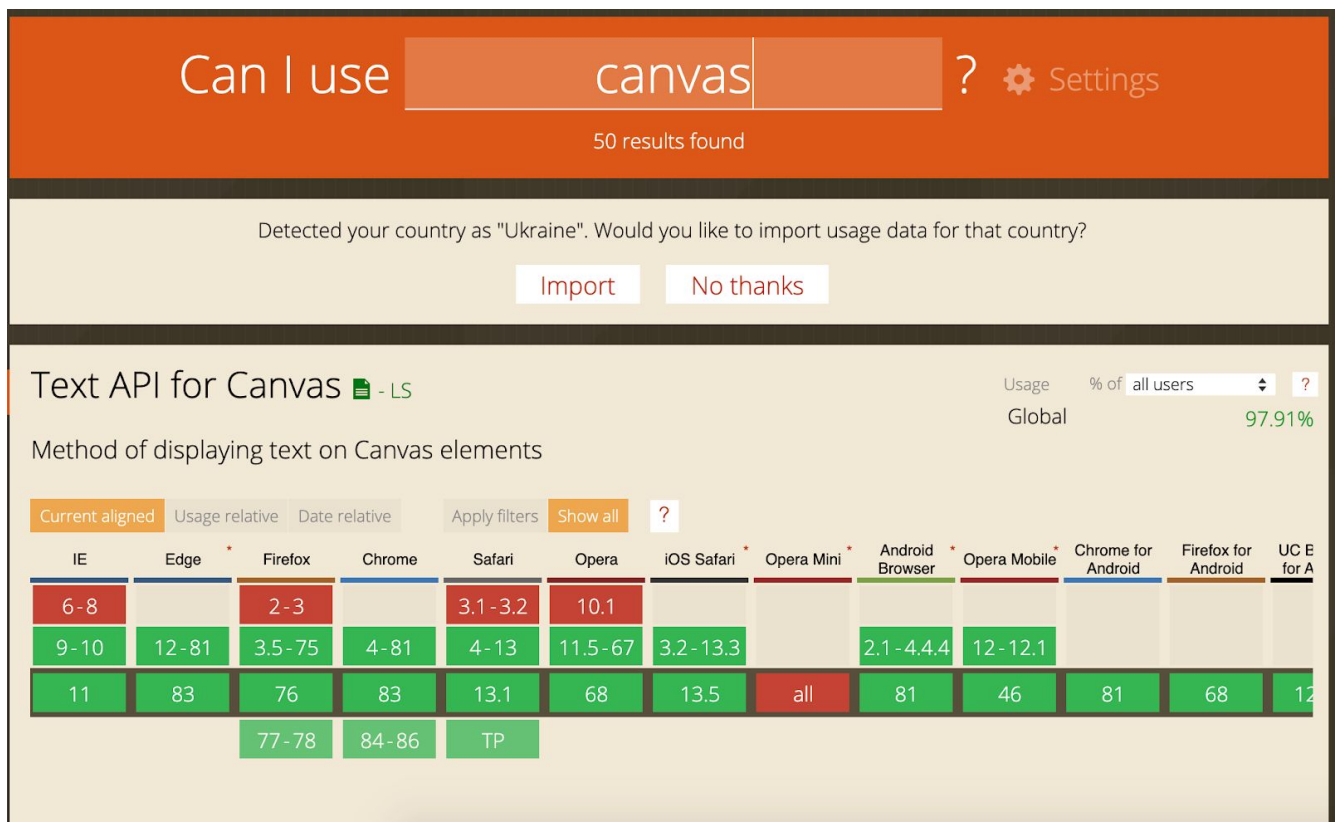 Can I use canvas ? Settings
50 results found
Detected your country as "Ukraine". Would you like to import usage data for that country?
Import No thanks
Text API for Canvas - LS
Usage % of all users ?
Global 97.91%
Method of displaying text on Canvas elements
Current aligned Usage relative Date relative Apply filters Show all ?
IE Edge * Firefox Chrome Safari Opera iOS Safari * Opera Mini * Android Browser * Opera Mobile * Chrome for Android Firefox for Android UC B for A
6-8 2-3 3.1-3.2 10.1
9-10 12-81 3.5-75 4-81 4-13 11.5-67 3.2-13.3 2.1-4.4.4 12-12.1
11 83 76 83 13.1 68 13.5 all 81 46 81 68 12
77-78 84-86 TP